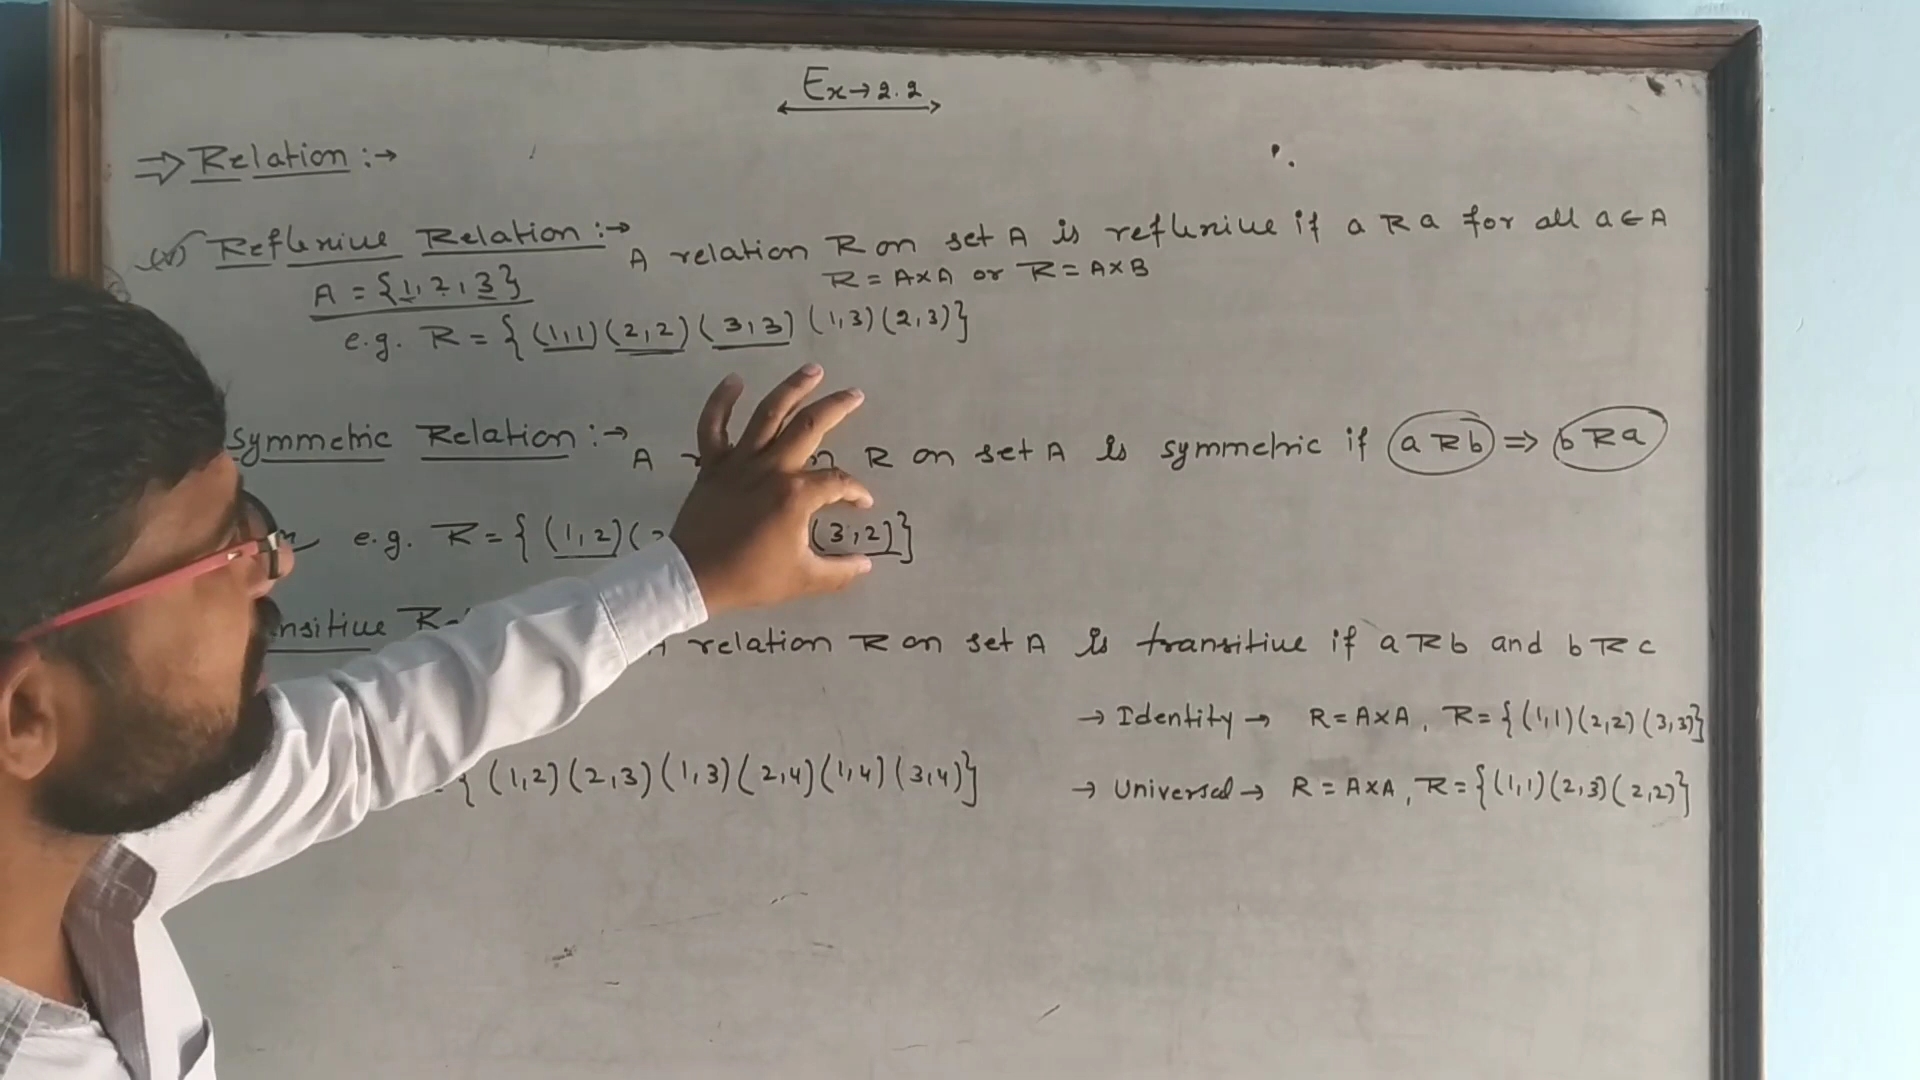 Ex→2.2
⇒ Relation :→
Reflexive Relation :→ A relation R on set A is reflexive if a R a for all a ∈ A
A = {1, 2, 3} R = A×A or R = A×B
e.g. R = { (1,1) (2,2) (3,3) (1,3) (2,3)}
Symmetric Relation :→ A R on set A is symmetric if a R b ⇒ b R a
e.g. R = { (1,2) (3,2)}
relation R on set A is transitive if a R b and b R c
→ Identity → R = A×A, R = { (1,1) (2,2) (3,3)}
{ (1,2) (2,3) (1,3) (2,4) (1,4) (3,4)} → Universal → R = A×A, R = {(1,1) (2,3) (2,2)}